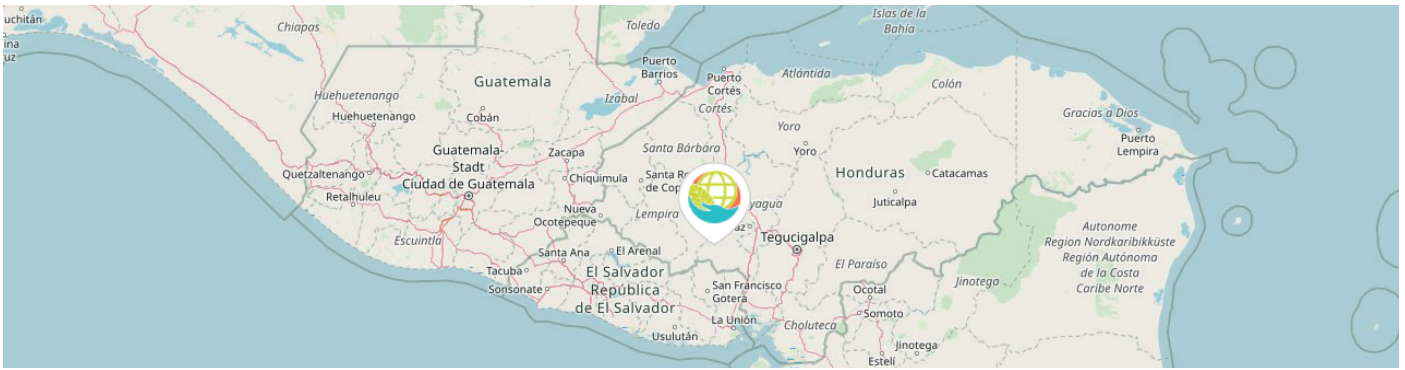 uchitán
ina
uz
Chiapas
Toledo
Islas de la
Bahía
Guatemala
Puerto
Barrios
Puerto
Cortés
Atlántida
Colón
Huehuetenango
Izabal
Cortés
Huehuetenango
Cobán
Yoro
Gracias a Dios
Guatemala-
Stadt
Ciudad de Guatemala
Zacapa
Santa Bárbara
Yoro
Puerto
Lempira
Quetzaltenango
Chiquimula
Santa Ro
de Cop
Honduras
Catacamas
Retalhuleu
Nueva
Ocotepeque
Lempira
yagua
az
Juticalpa
Escuintla
Tegucigalpa
Autonome
Region Nordkaribikküste
Región Autónoma
de la Costa
Caribe Norte
Santa Ana
El Arenal
Tacuba
El Salvador
República
de El Salvador
El Paraíso
Sonsonate
San Francisco
Gotera
Ocotal
Jinotega
Somoto
La Unión
Choluteca
Usulután
Jinotega
Estelí